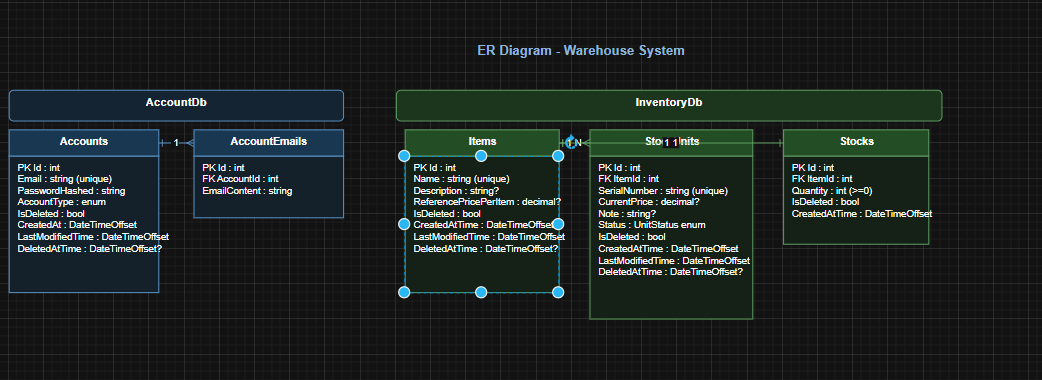 ER Diagram - Warehouse System
AccountDb
InventoryDb
Accounts
PK Id : int
Email : string (unique)
PasswordHashed : string
AccountType : enum
IsDeleted : bool
CreatedAt : DateTimeOffset
LastModifiedTime : DateTimeOffset
DeletedAtTime : DateTimeOffset?
1
AccountEmails
PK Id : int
FK AccountId : int
EmailContent : string
Items
PK Id : int
Name : string (unique)
Description : string?
ReferencePricePerItem : decimal?
IsDeleted : bool
CreatedAtTime : DateTimeOffset
LastModifiedTime : DateTimeOffset
DeletedAtTime : DateTimeOffset?
N
1 1
PK Id : int
FK ItemId : int
SerialNumber : string (unique)
CurrentPrice : decimal?
Note : string?
Status : UnitStatus enum
IsDeleted : bool
CreatedAtTime : DateTimeOffset
LastModifiedTime : DateTimeOffset
DeletedAtTime : DateTimeOffset?
Stocks
PK Id : int
FK ItemId : int
Quantity : int (>=0)
IsDeleted : bool
CreatedAtTime : DateTimeOffset